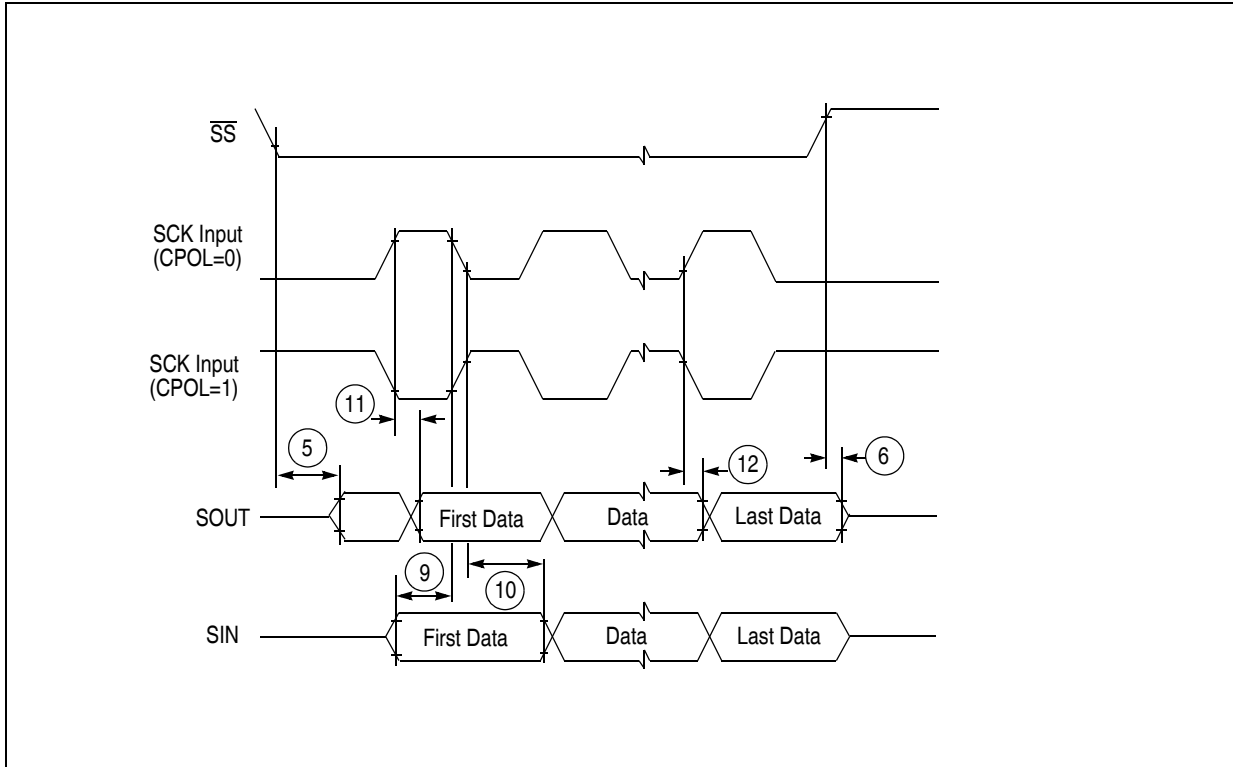 SS
SCK Input
(CPOL=0)
SCK Input
(CPOL=1)
11
5
12
6
SOUT
First Data
Data
Last Data
9
10
SIN
First Data
Data
Last Data